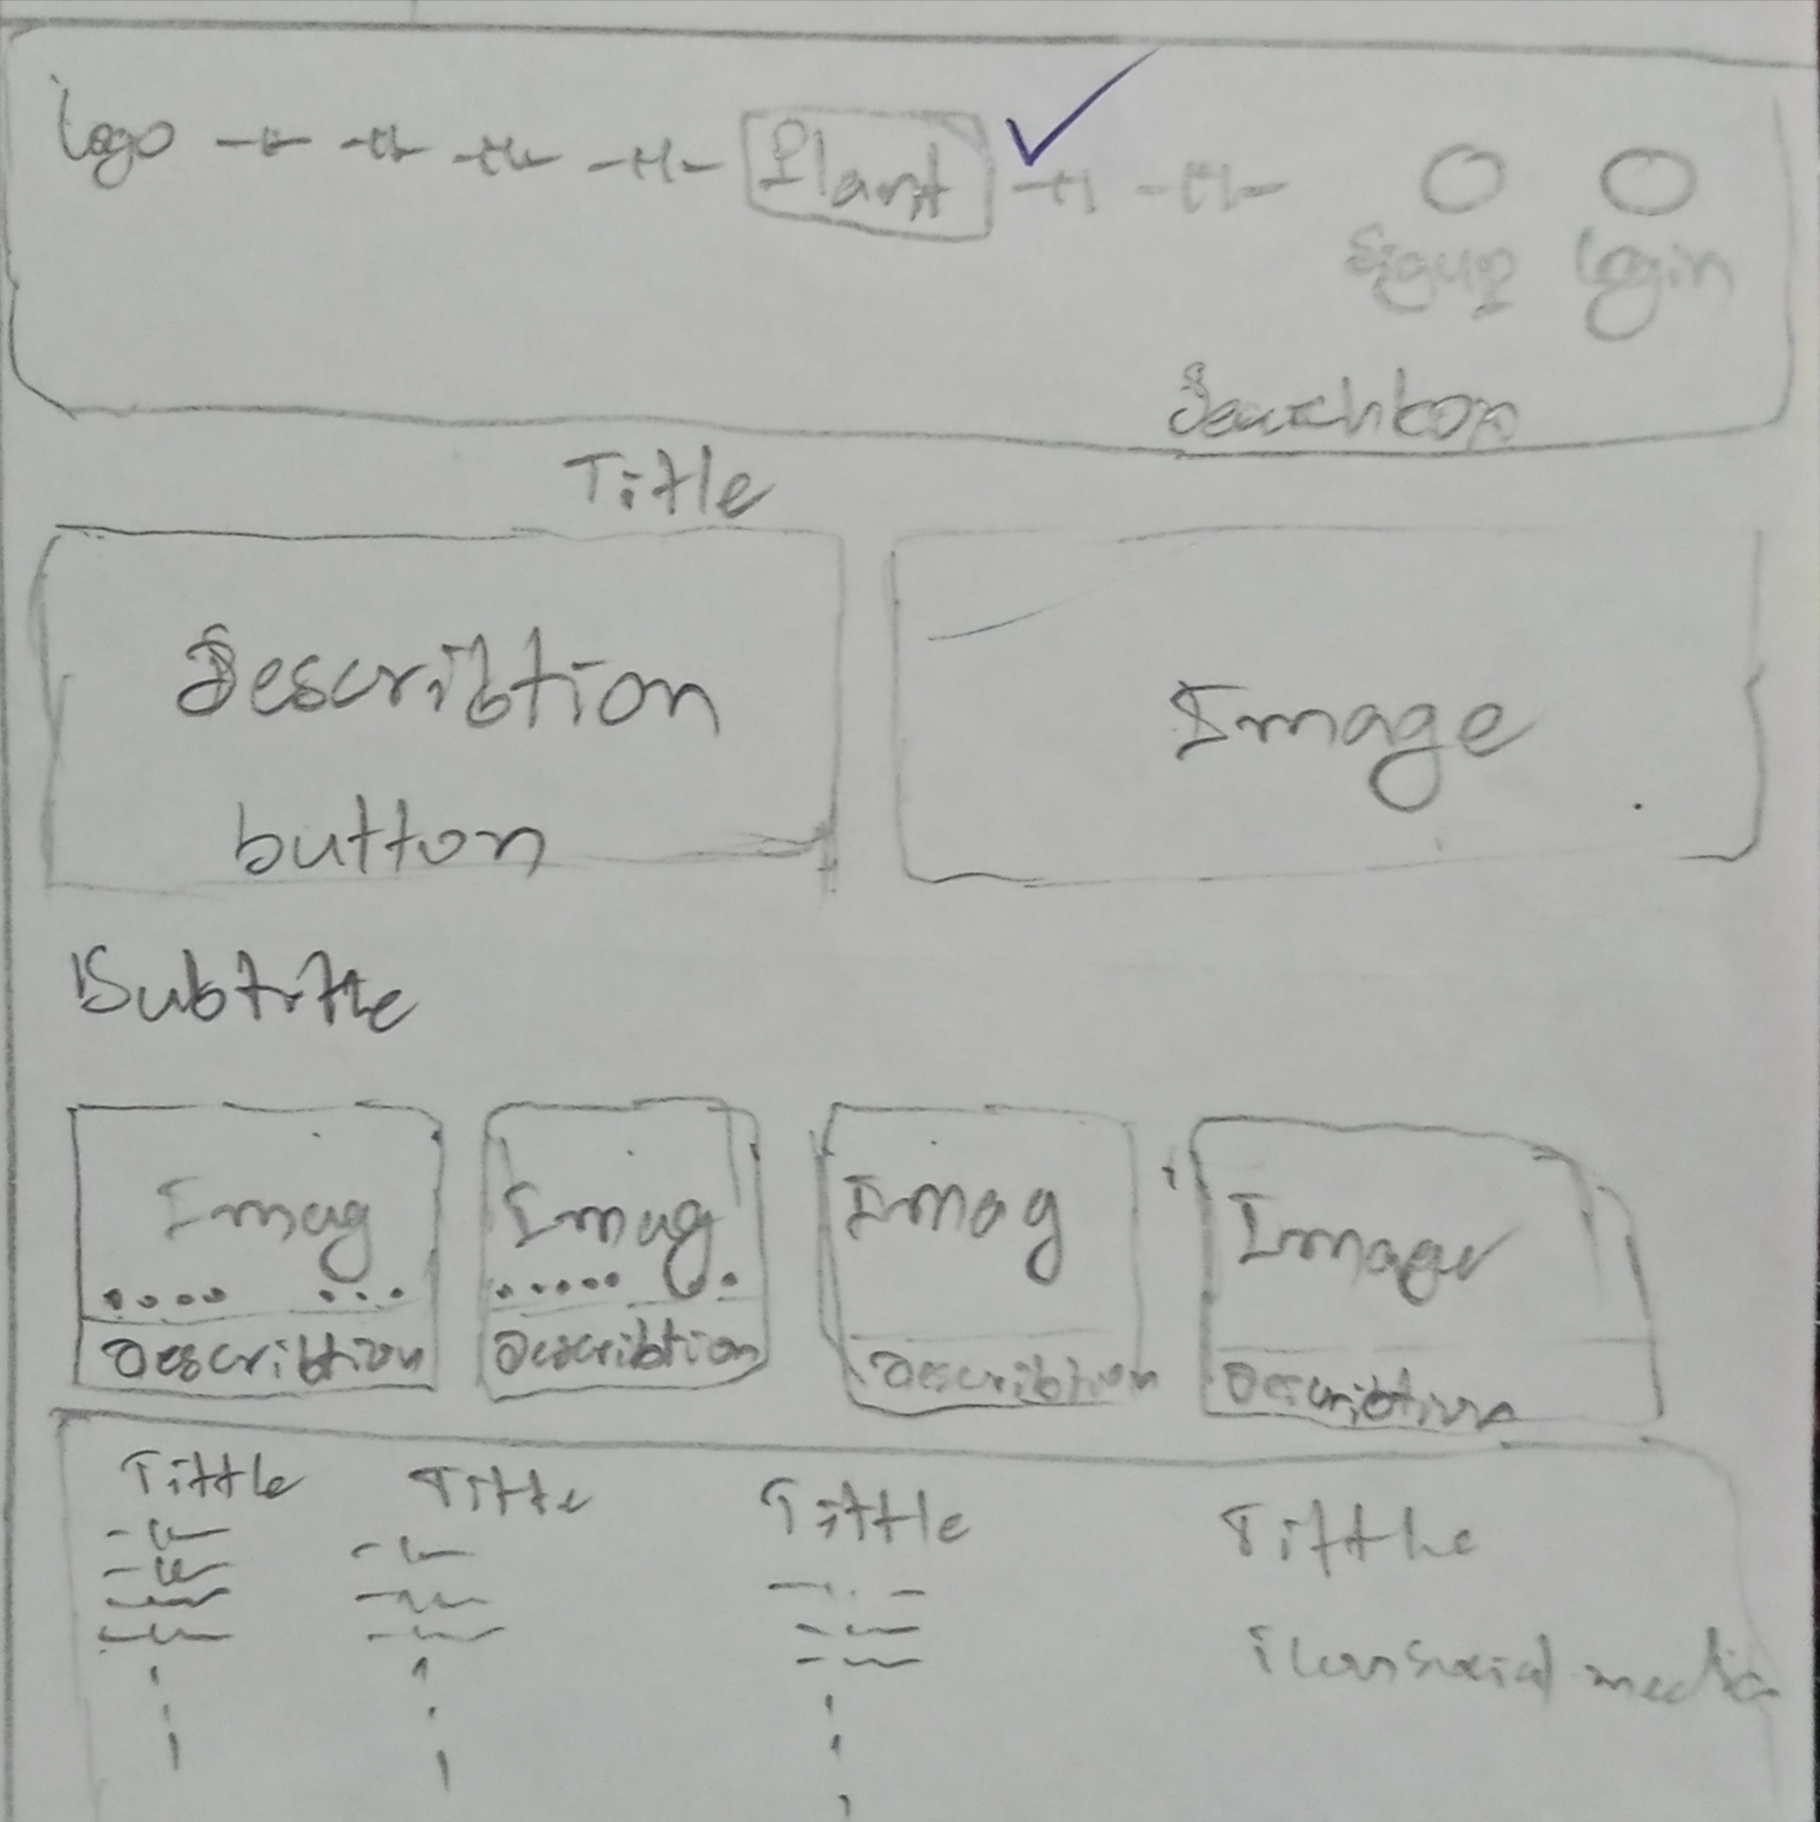 Logo Plant
Signup Login
Searchbox
Title
Describtion
button
Image
Subtitle
Imag Imag Imag Image
Describtion Describtion Describtion Describtion
Tittle Tittle Tittle Tittle
social media